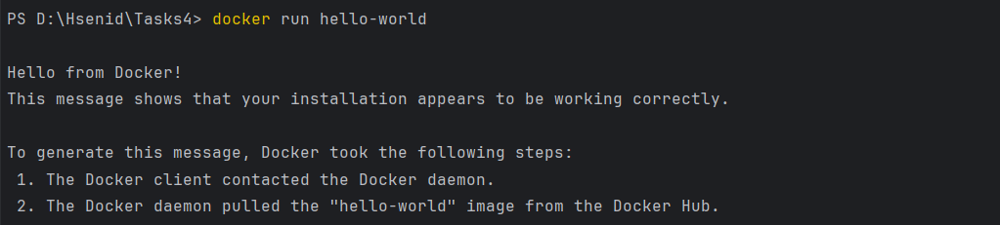 PS D:\Hsenid\Tasks4> docker run hello-world
Hello from Docker!
This message shows that your installation appears to be working correctly.
To generate this message, Docker took the following steps:
1. The Docker client contacted the Docker daemon.
2. The Docker daemon pulled the "hello-world" image from the Docker Hub.